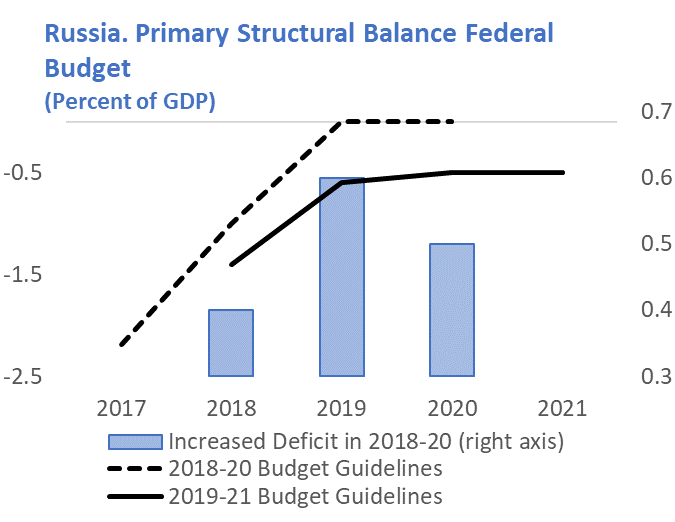 Russia. Primary Structural Balance Federal
Budget
(Percent of GDP)
0.7
-0.5
0.6
0.5
-1.5
0.4
-2.5
0.3
2017 2018 2019 2020 2021
Increased Deficit in 2018-20 (right axis)
2018-20 Budget Guidelines
2019-21 Budget Guidelines